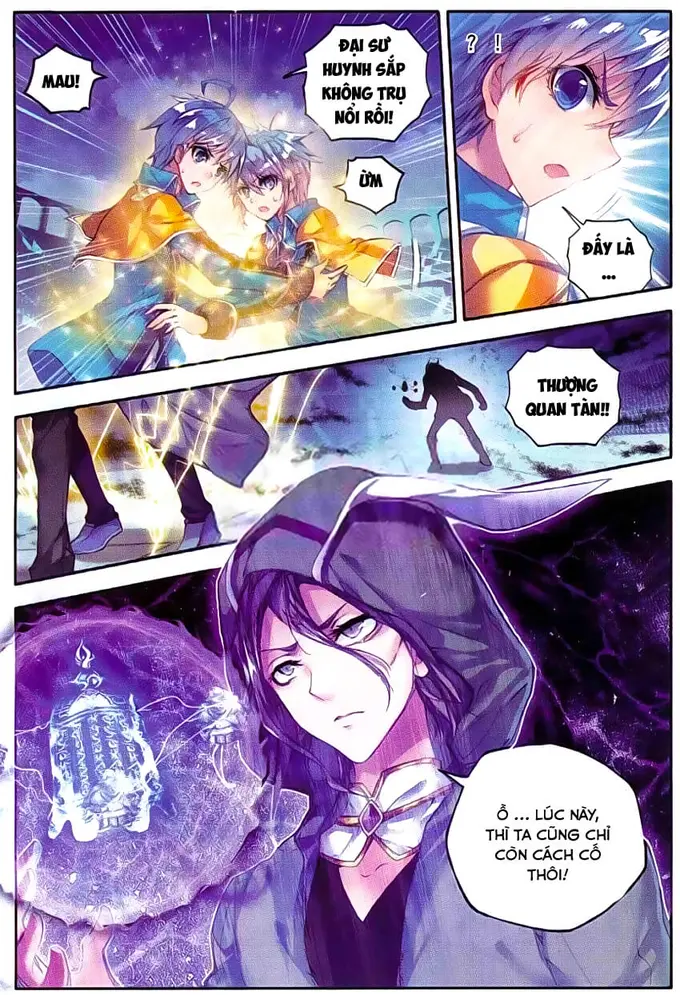 MAU!
ĐẠI SƯ
HUYNH SẮP
KHÔNG TRỤ
NỔI RỒI!
ỪM
? !
ĐẤY LÀ
...
THƯỢNG
QUAN TÀN!!
Ồ ... LÚC NÀY,
THÌ TA CŨNG CHỈ
CÒN CÁCH CỐ
THÔI!